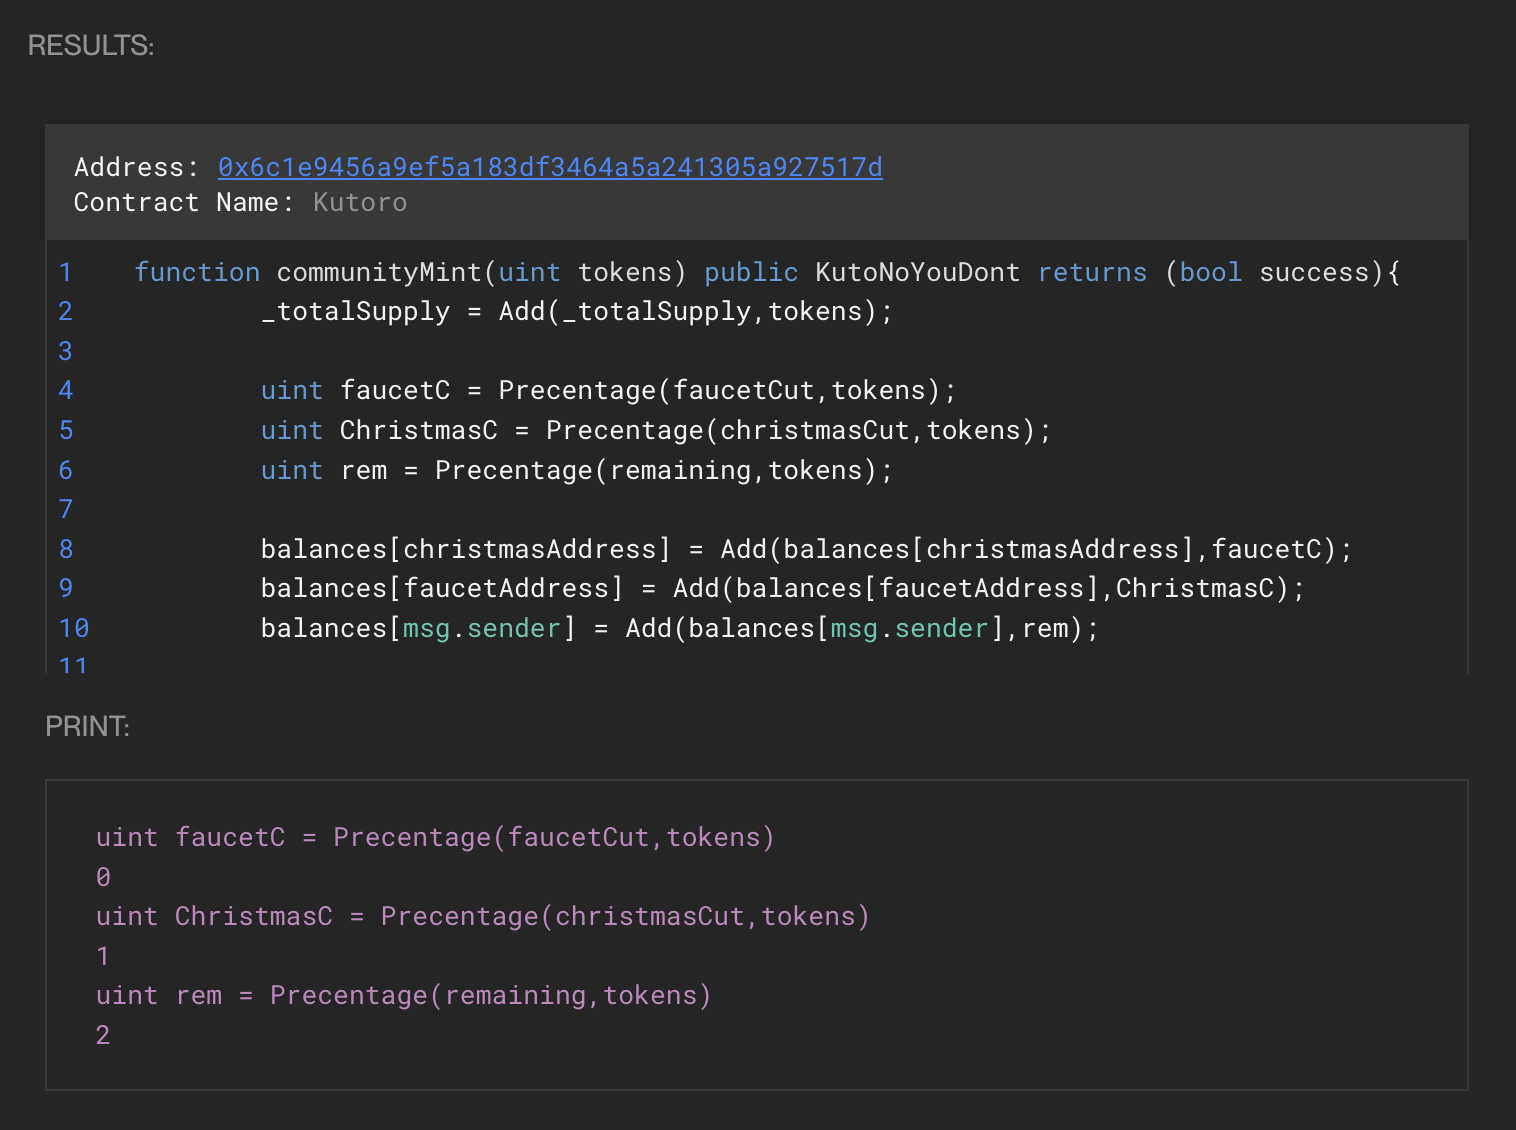 RESULTS:
Address: 0x6c1e9456a9ef5a183df3464a5a241305a927517d
Contract Name: Kutoro
1 function communityMint(uint tokens) public KutoNoYouDont returns (bool success){
2 _totalSupply = Add(_totalSupply,tokens);
3
4 uint faucetC = Precentage(faucetCut,tokens);
5 uint ChristmasC = Precentage(christmasCut,tokens);
6 uint rem = Precentage(remaining,tokens);
7
8 balances[christmasAddress] = Add(balances[christmasAddress],faucetC);
9 balances[faucetAddress] = Add(balances[faucetAddress],ChristmasC);
10 balances[msg.sender] = Add(balances[msg.sender],rem);
11
PRINT:
uint faucetC = Precentage(faucetCut,tokens)
0
uint ChristmasC = Precentage(christmasCut,tokens)
1
uint rem = Precentage(remaining,tokens)
2